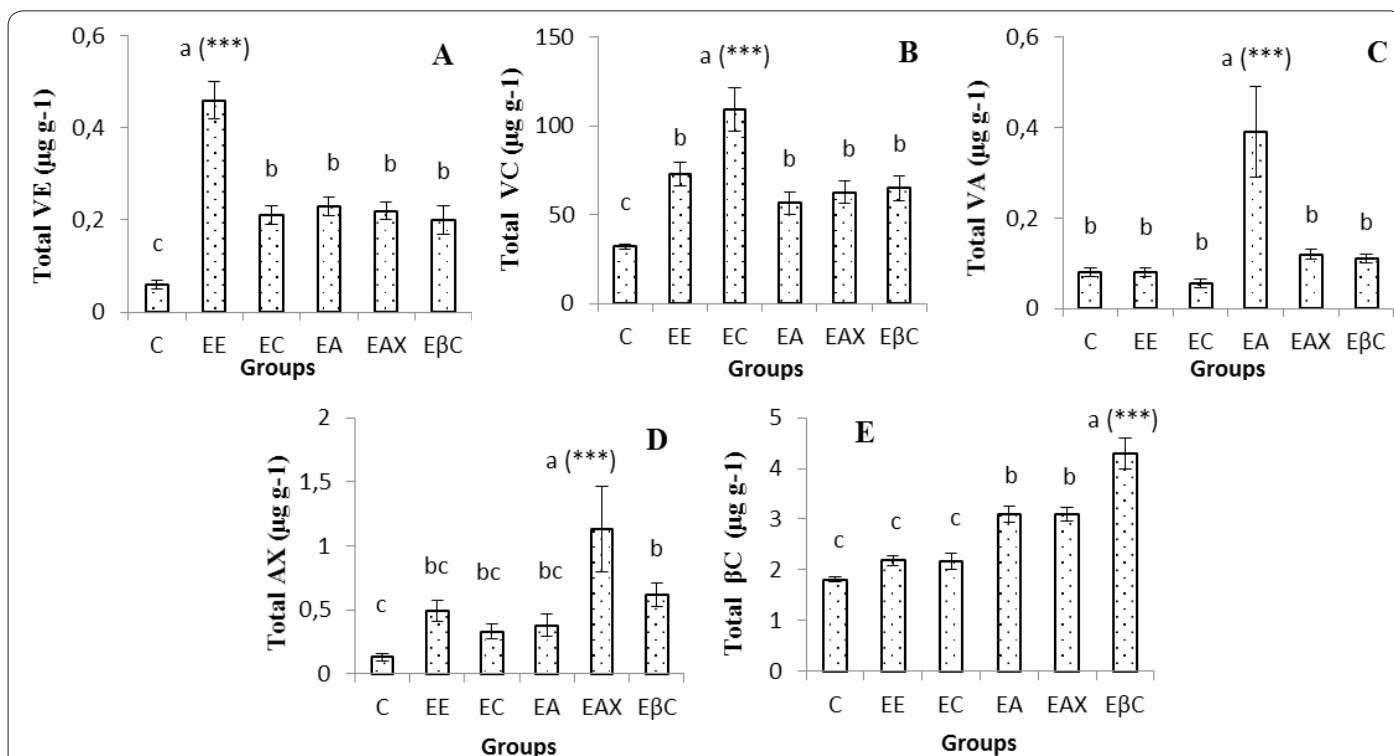 A
Total VE (µg g-1)
0,6
0,4
0,2
0
c
a (***)
b
b
b
b
C EE EC EA EAX EβC
Groups
B
Total VC (µg g-1)
150
100
50
0
c
b
a (***)
b
b
b
C EE EC EA EAX EβC
Groups
C
Total VA (µg g-1)
0,6
0,4
0,2
0
b
b
b
a (***)
b
b
C EE EC EA EAX EβC
Groups
D
Total AX (µg g-1)
2
1,5
1
0,5
0
c
bc
bc
bc
a (***)
b
C EE EC EA EAX EβC
Groups
E
Total βC (µg g-1)
5
4
3
2
1
0
c
c
c
b
b
a (***)
C EE EC EA EAX EβC
Groups